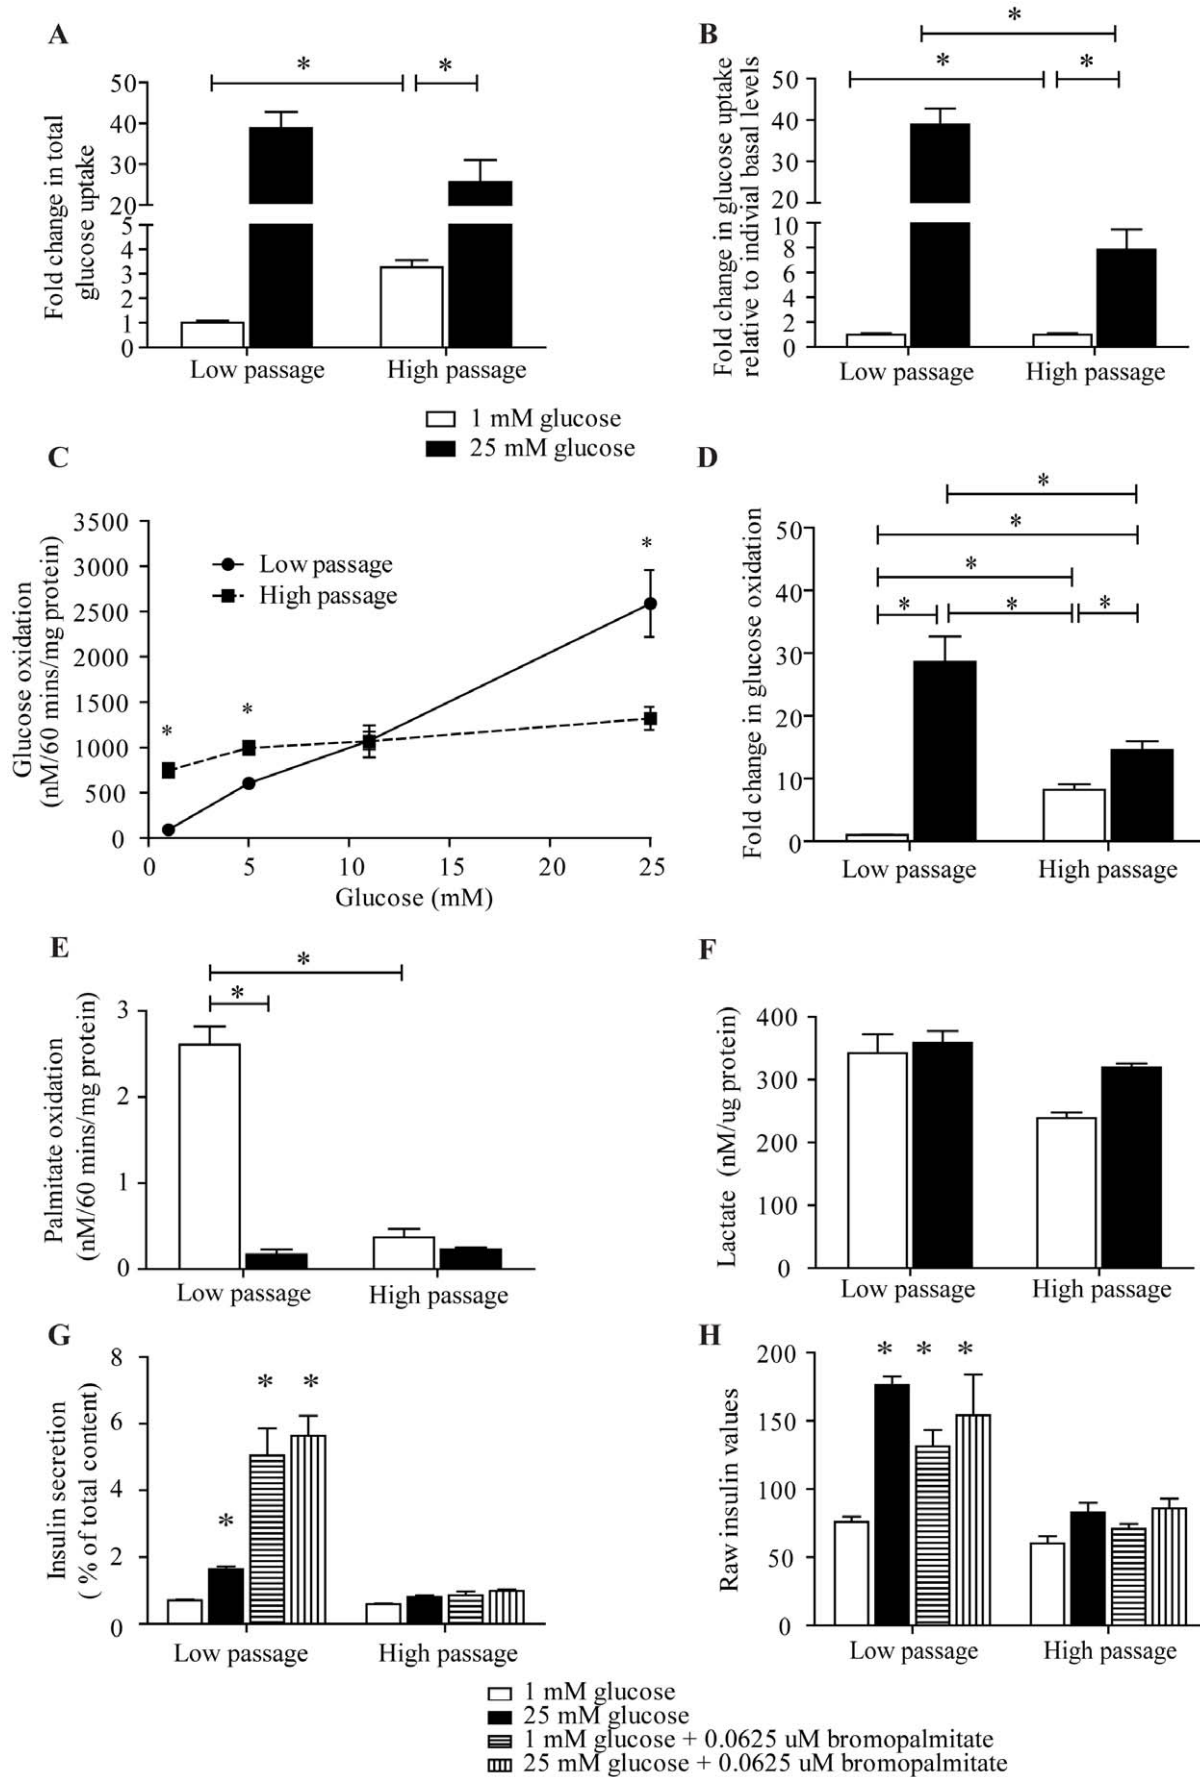 A
Fold change in total
glucose uptake
50
40
30
20
5
4
3
2
1
0
*
*
Low passage
High passage
B
Fold change in glucose uptake
relative to indivial basal levels
50
40
30
20
10
8
6
4
2
0
*
*
*
Low passage
High passage
1 mM glucose
25 mM glucose
C
Glucose oxidation
(nM/60 mins/mg protein)
3500
3000
2500
2000
1500
1000
500
0
Low passage
High passage
*
*
*
0 5 10 15 20 25
Glucose (mM)
D
Fold change in glucose oxidation
50
40
30
20
10
0
*
*
*
* * *
Low passage
High passage
E
Palmitate oxidation
(nM/60 mins/mg protein)
3
2
1
0
*
*
Low passage
High passage
F
Lactate (nM/ug protein)
400
300
200
100
0
Low passage
High passage
G
Insulin secretion
( % of total content)
8
6
4
2
0
* * *
Low passage
High passage
H
Raw insulin values
200
150
100
50
0
* * *
Low passage
High passage
1 mM glucose
25 mM glucose
1 mM glucose + 0.0625 uM bromopalmitate
25 mM glucose + 0.0625 uM bromopalmitate